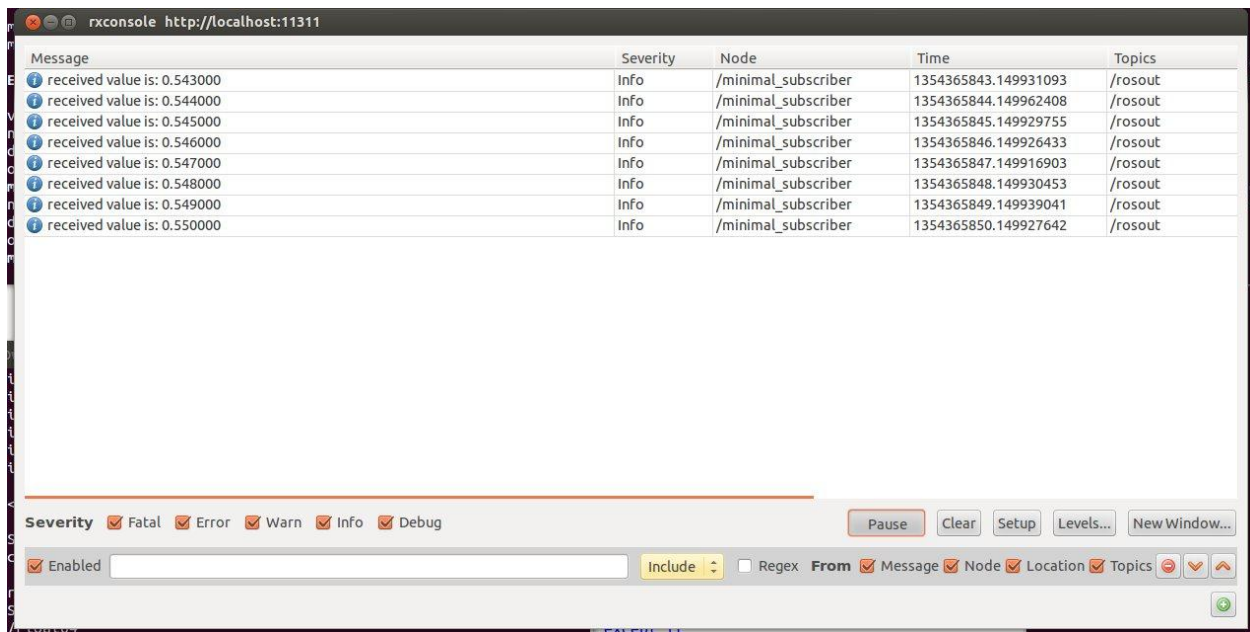 rxconsole http://localhost:11311
Message Severity Node Time Topics
received value is: 0.543000 Info /minimal_subscriber 1354365843.149931093 /rosout
received value is: 0.544000 Info /minimal_subscriber 1354365844.149962408 /rosout
received value is: 0.545000 Info /minimal_subscriber 1354365845.149929755 /rosout
received value is: 0.546000 Info /minimal_subscriber 1354365846.149926433 /rosout
received value is: 0.547000 Info /minimal_subscriber 1354365847.149916903 /rosout
received value is: 0.548000 Info /minimal_subscriber 1354365848.149930453 /rosout
received value is: 0.549000 Info /minimal_subscriber 1354365849.149939041 /rosout
received value is: 0.550000 Info /minimal_subscriber 1354365850.149927642 /rosout
Severity Fatal Error Warn Info Debug Pause Clear Setup Levels... New Window...
Enabled Include Regex From Message Node Location Topics